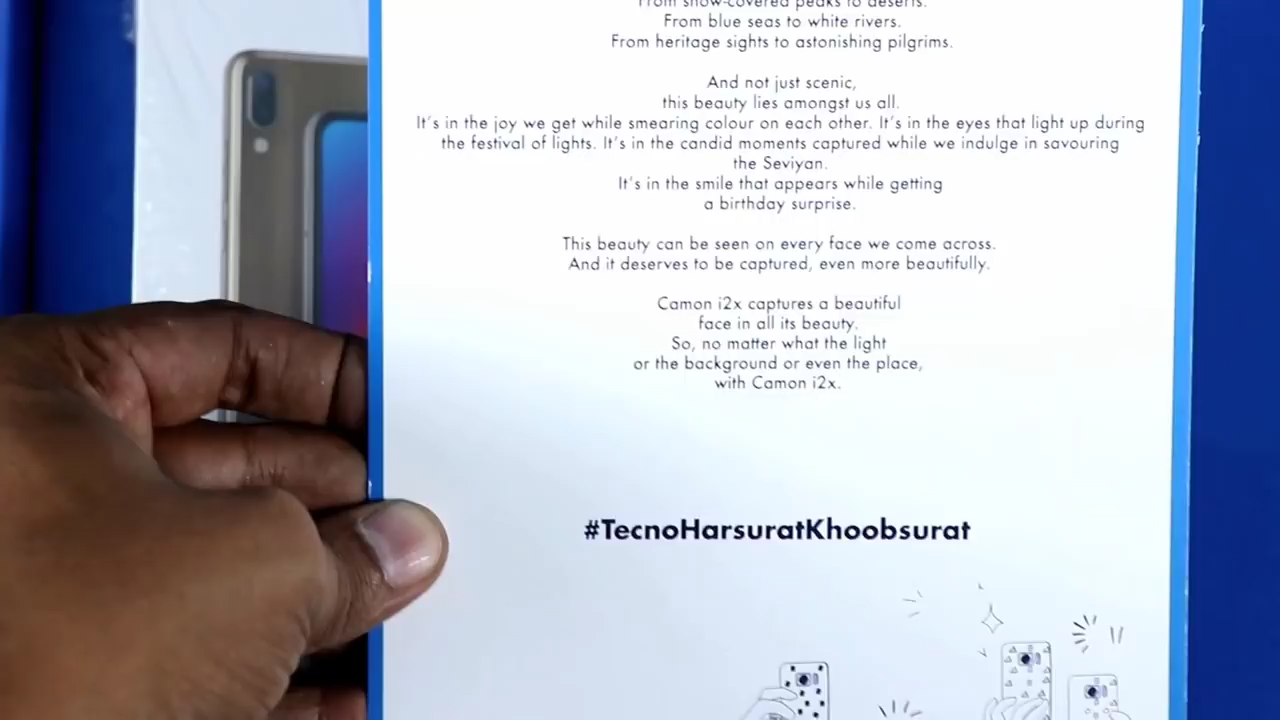 From snow-covered peaks to deserts.
From blue seas to white rivers.
From heritage sights to astonishing pilgrims.
And not just scenic,
this beauty lies amongst us all.
It's in the joy we get while smearing colour on each other. It's in the eyes that light up during
the festival of lights. It's in the candid moments captured while we indulge in savouring
the Seviyan.
It's in the smile that appears while getting
a birthday surprise.
This beauty can be seen on every face we come across.
And it deserves to be captured, even more beautifully.
Camon i2x captures a beautiful
face in all its beauty.
So, no matter what the light
or the background or even the place,
with Camon i2x.
#TecnoHarsuratKhoobsurat